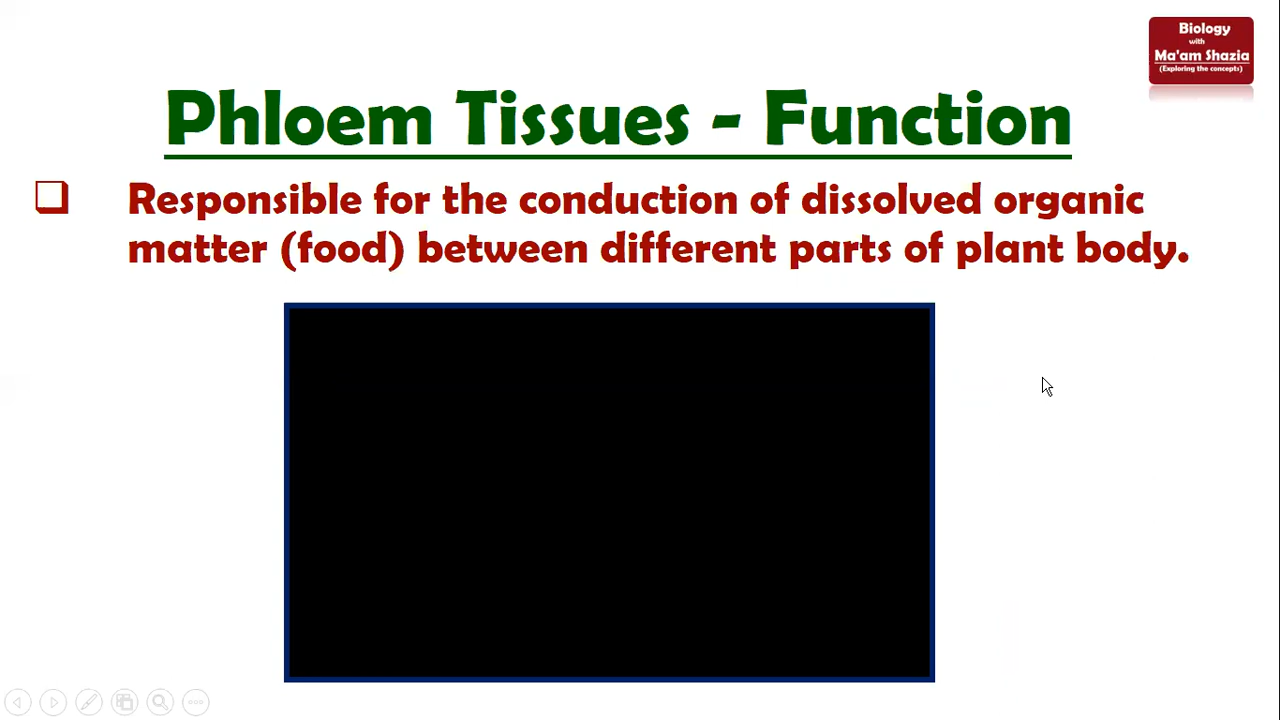 Biology
with
Ma'am Shazia
(Exploring the concepts)
Phloem Tissues - Function
❑ Responsible for the conduction of dissolved organic
matter (food) between different parts of plant body.